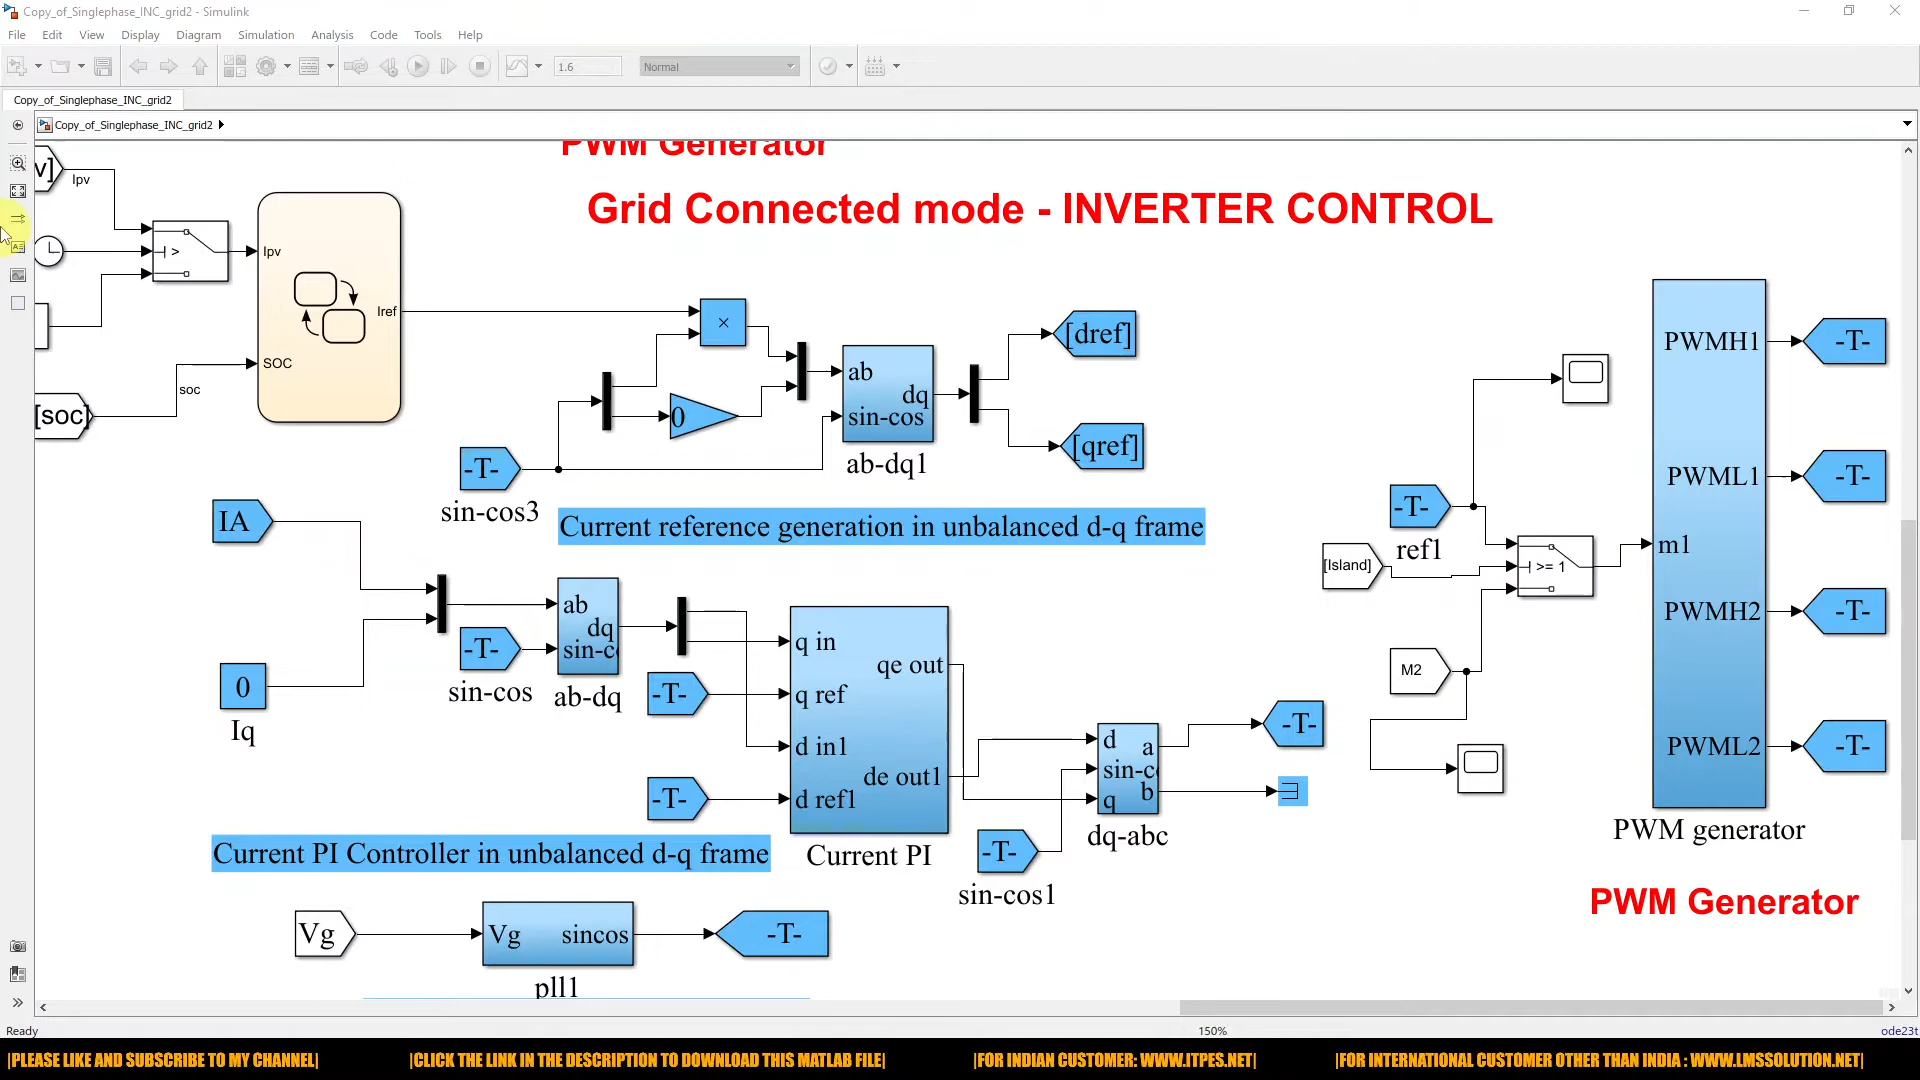 Copy_of_Singlephase_INC_grid2 - Simulink
File Edit View Display Diagram Simulation Analysis Code Tools Help
1.6
Normal
Copy_of_Singlephase_INC_grid2
Copy_of_Singlephase_INC_grid2
PWM Generator
Grid Connected mode - INVERTER CONTROL
v]
Ipv
>
Ipv
Iref
SOC
soc
[soc]
×
0
ab
dq
sin-cos
ab-dq1
[dref]
[qref]
-T-
sin-cos3
Current reference generation in unbalanced d-q frame
IA
0
Iq
-T-
sin-cos
ab
dq
sin-c
ab-dq
-T-
-T-
q in
qe out
q ref
d in1
de out1
d ref1
Current PI
Current PI Controller in unbalanced d-q frame
-T-
sin-cos1
d
a
sin-c
b
q
dq-abc
-T-
Vg
Vg sincos
pll1
-T-
-T-
ref1
[Island]
>= 1
M2
PWMH1
PWML1
m1
PWMH2
PWML2
PWM generator
-T-
-T-
-T-
-T-
PWM Generator
Ready
150%
ode23t
|PLEASE LIKE AND SUBSCRIBE TO MY CHANNEL| |CLICK THE LINK IN THE DESCRIPTION TO DOWNLOAD THIS MATLAB FILE| |FOR INDIAN CUSTOMER: WWW.ITPES.NET| |FOR INTERNATIONAL CUSTOMER OTHER THAN INDIA : WWW.LMSSOLUTION.NET|